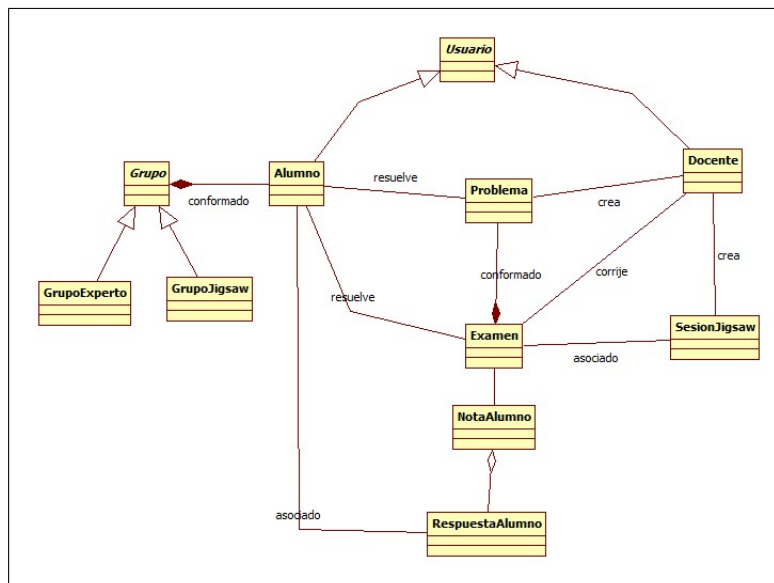 Usuario
Grupo
Alumno
Docente
resuelve
Problema
conformado
crea
GrupoExperto
GrupoJigsaw
conformado
corrije
crea
resuelve
Examen
SesionJigsaw
asociado
NotaAlumno
asociado
RespuestaAlumno